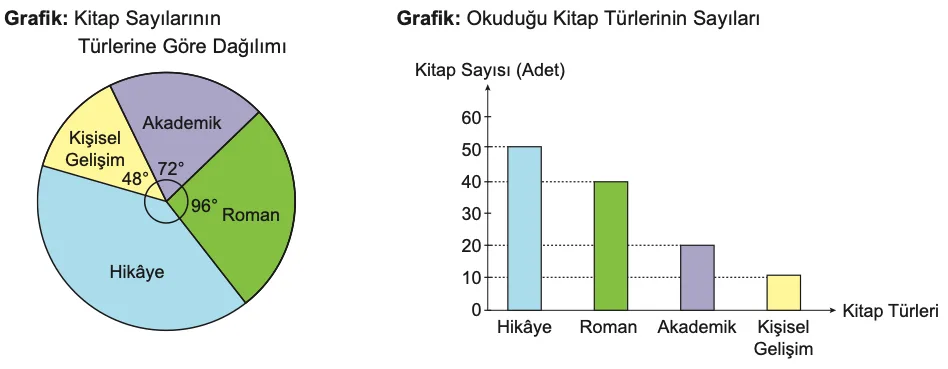 Grafik: Kitap Sayılarının
Türlerine Göre Dağılımı
Akademik
Kişisel
Gelişim
72°
48°
96°
Roman
Hikâye
Grafik: Okuduğu Kitap Türlerinin Sayıları
Kitap Sayısı (Adet)
60
50
40
30
20
10
0
Kitap Türleri
Hikâye
Roman
Akademik
Kişisel
Gelişim